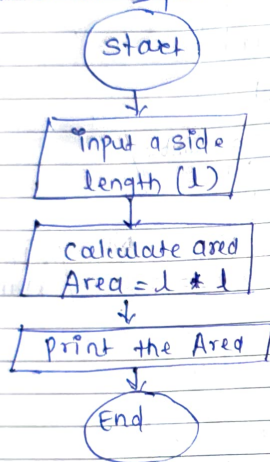 Start
Input a side
length (l)
Calculate area
Area = l * l
Print the Area
End